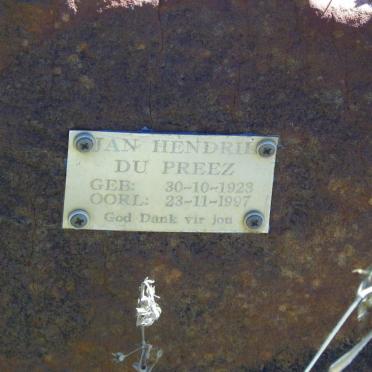 JAN HENDRIK
DU PREEZ
GEB: 30-10-1923
OORL: 23-11-1997
God Dank vir jou